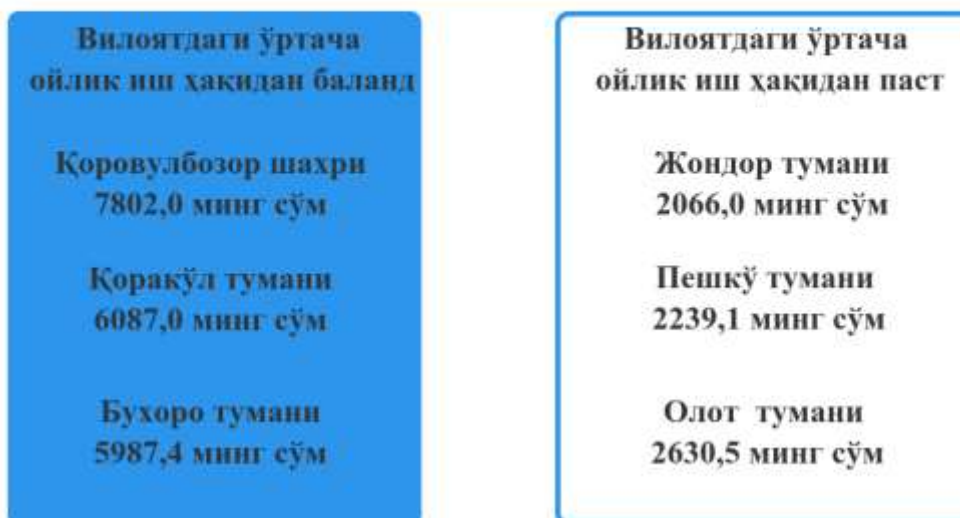 Вилоятдаги ўртача
ойлик иш ҳақидан баланд
Қоровулбозор шаҳри
7802,0 минг сўм
Қоракўл тумани
6087,0 минг сўм
Бухоро тумани
5987,4 минг сўм
Вилоятдаги ўртача
ойлик иш ҳақидан паст
Жондор тумани
2066,0 минг сўм
Пешкў тумани
2239,1 минг сўм
Олот тумани
2630,5 минг сўм